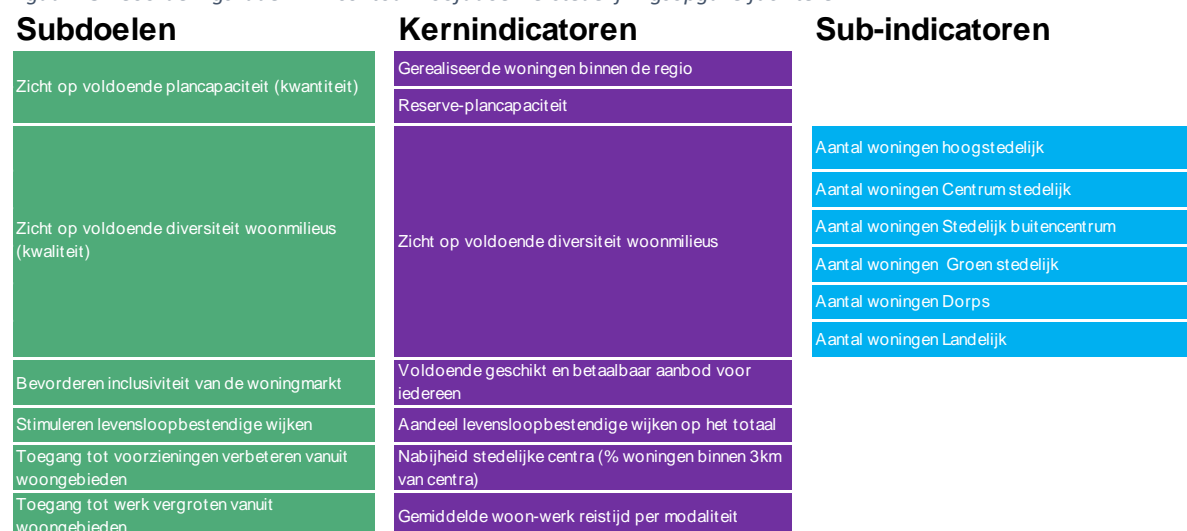 Subdoelen
Kernindicatoren
Sub-indicatoren
Zicht op voldoende plancapaciteit (kwantiteit)
Gerealiseerde woningen binnen de regio
Reserve-plancapaciteit
Zicht op voldoende diversiteit woonmilieus
(kwaliteit)
Zicht op voldoende diversiteit woonmilieus
Aantal woningen hoogstedelijk
Aantal woningen Centrum stedelijk
Aantal woningen Stedelijk buitencentrum
Aantal woningen Groen stedelijk
Aantal woningen Dorps
Aantal woningen Landelijk
Bevorderen inclusiviteit van de woningmarkt
Voldoende geschikt en betaalbaar aanbod voor
iedereen
Stimuleren levensloopbestendige wijken
Aandeel levensloopbestendige wijken op het totaal
Toegang tot voorzieningen verbeteren vanuit
woongebieden
Nabijheid stedelijke centra (% woningen binnen 3km
van centra)
Toegang tot werk vergroten vanuit
woongebieden
Gemiddelde woon-werk reistijd per modaliteit